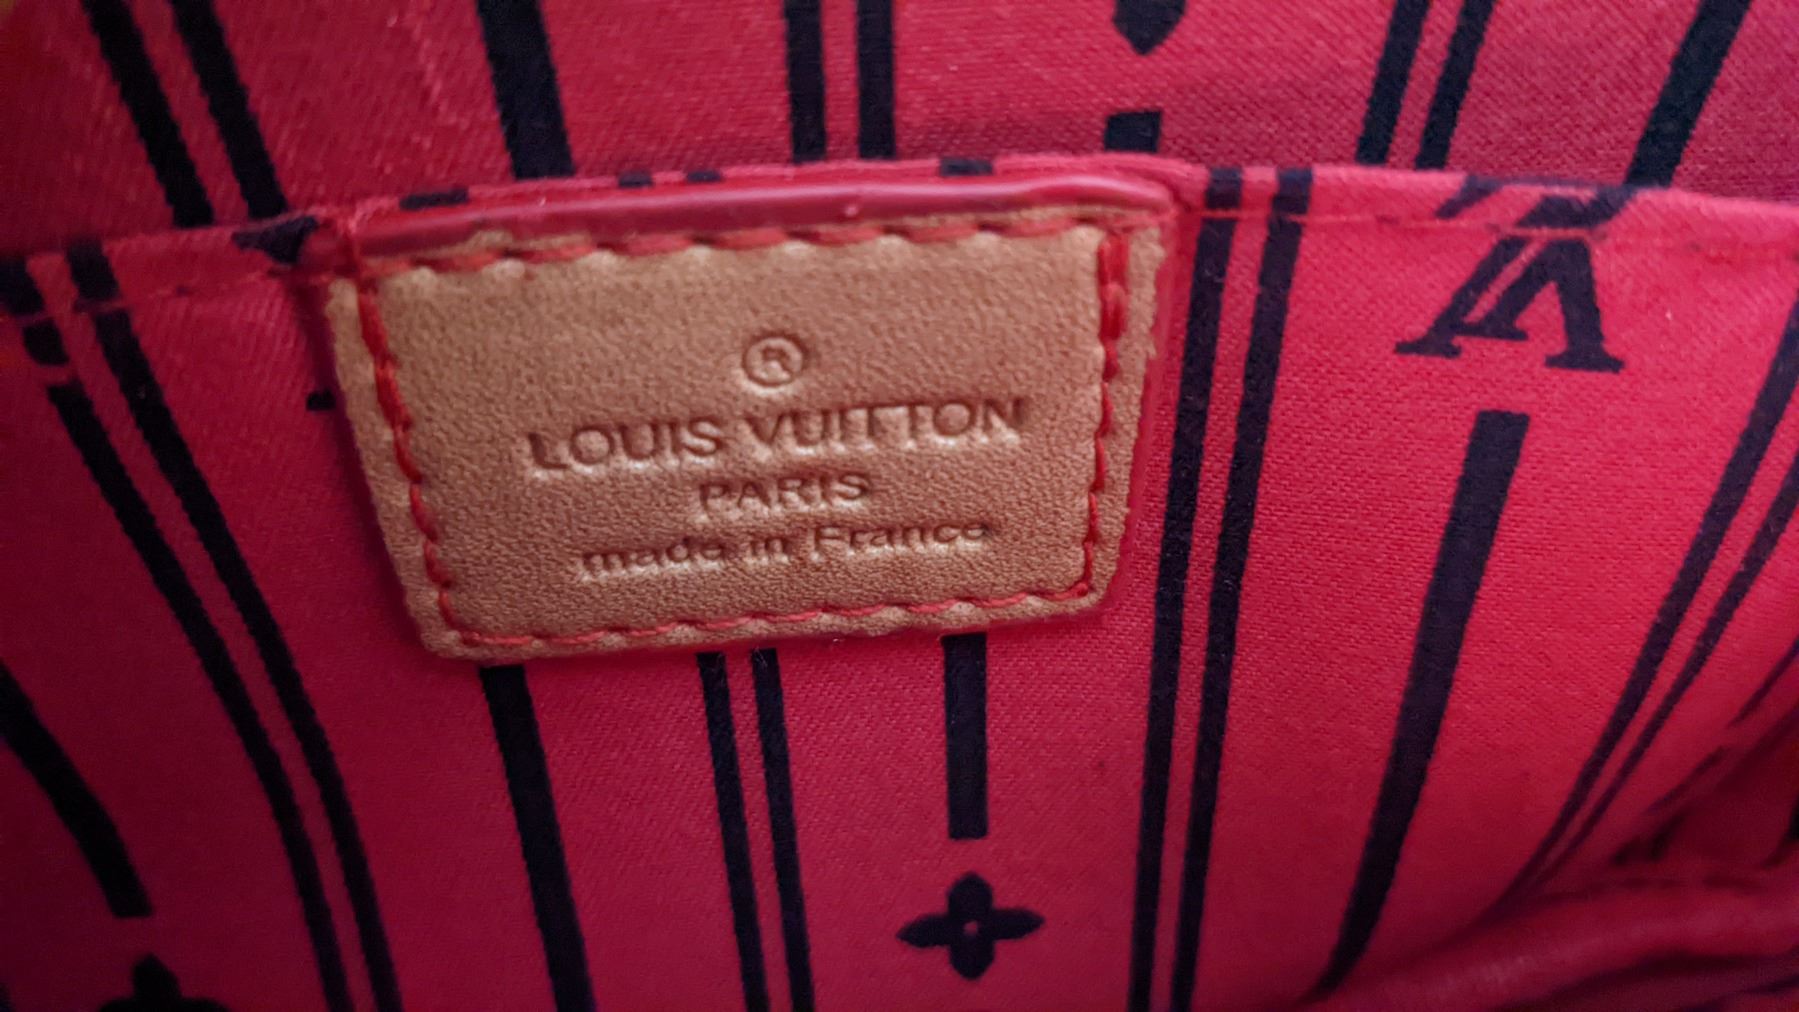 ®
LOUIS VUITTON
PARIS
made in France